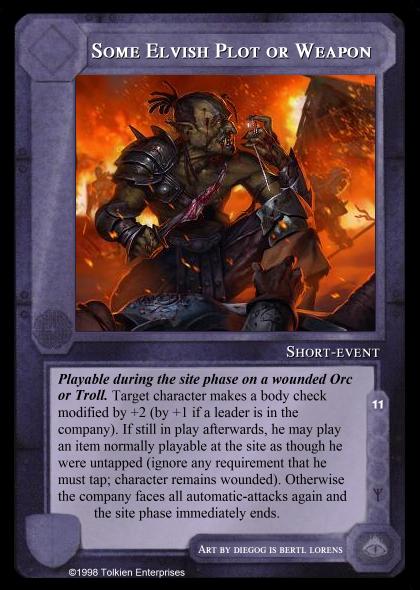 Some Elvish Plot or Weapon
Short-event
Playable during the site phase on a wounded Orc
or Troll. Target character makes a body check
modified by +2 (by +1 if a leader is in the
company). If still in play afterwards, he may play
an item normally playable at the site as though he
were untapped (ignore any requirement that he
must tap; character remains wounded). Otherwise
the company faces all automatic-attacks again and
the site phase immediately ends.
11
Art by diegog is bertl lorens
©1998 Tolkien Enterprises